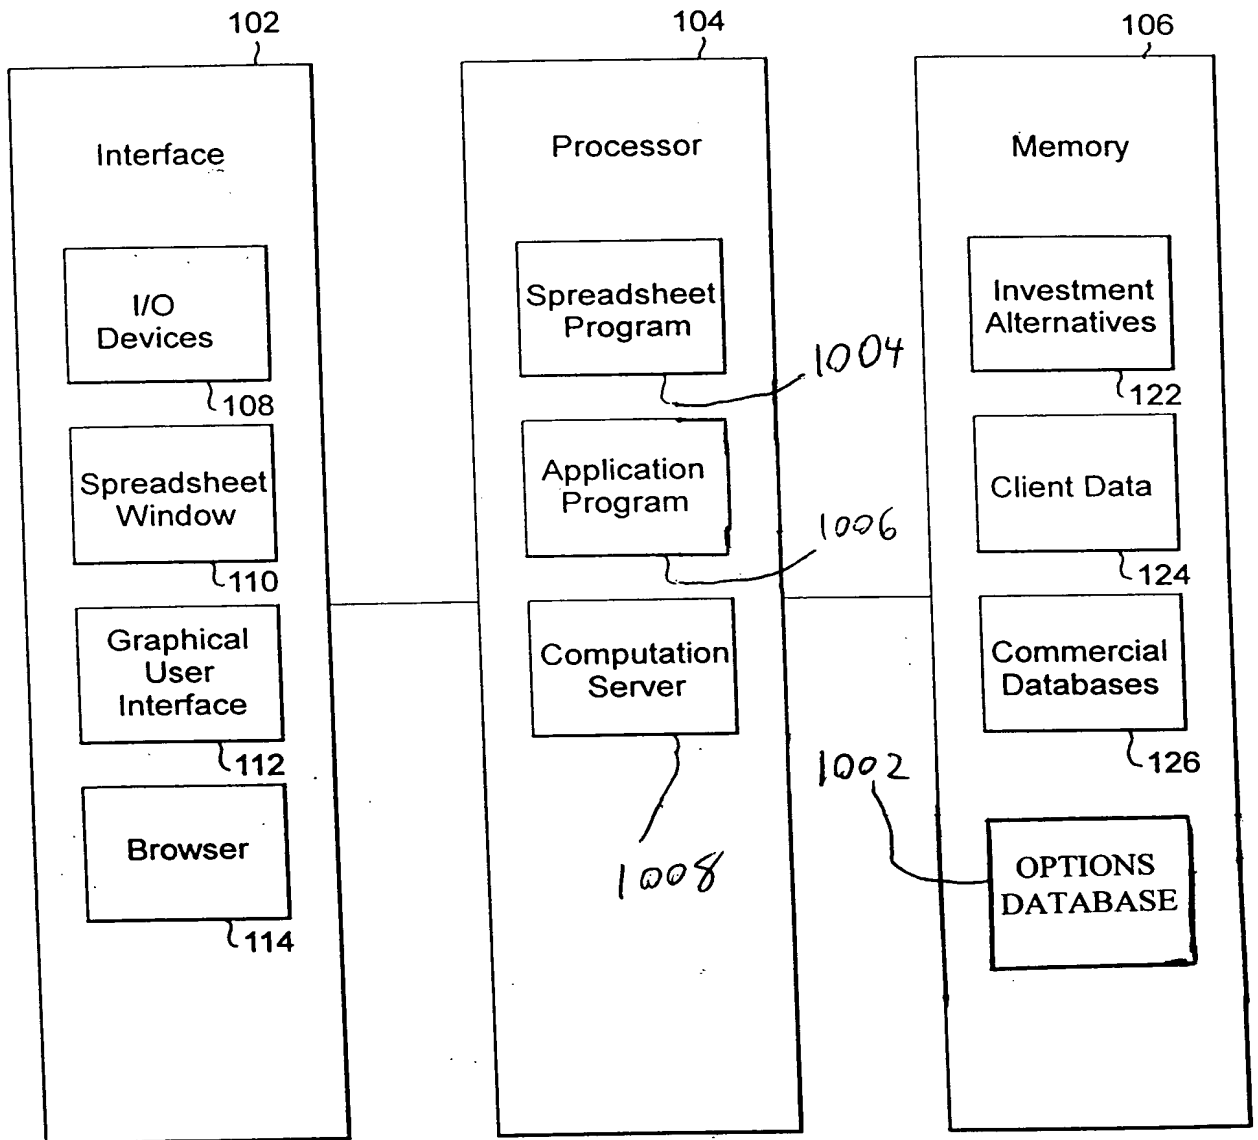 102
104
106
Interface
Processor
Memory
I/O
Devices
108
Spreadsheet
Window
110
Graphical
User
Interface
112
Browser
114
Spreadsheet
Program
1004
Application
Program
1006
Computation
Server
1008
Investment
Alternatives
122
Client Data
124
Commercial
Databases
126
1002
OPTIONS
DATABASE